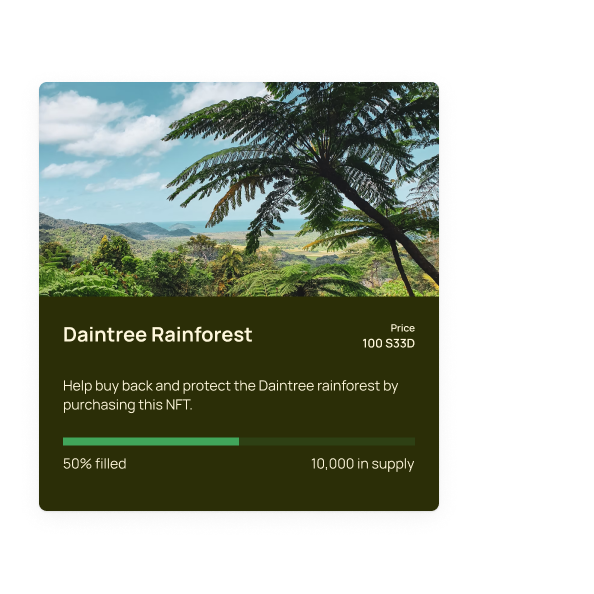 Daintree Rainforest
Price
100 S33D
Help buy back and protect the Daintree rainforest by
purchasing this NFT.
50% filled
10,000 in supply